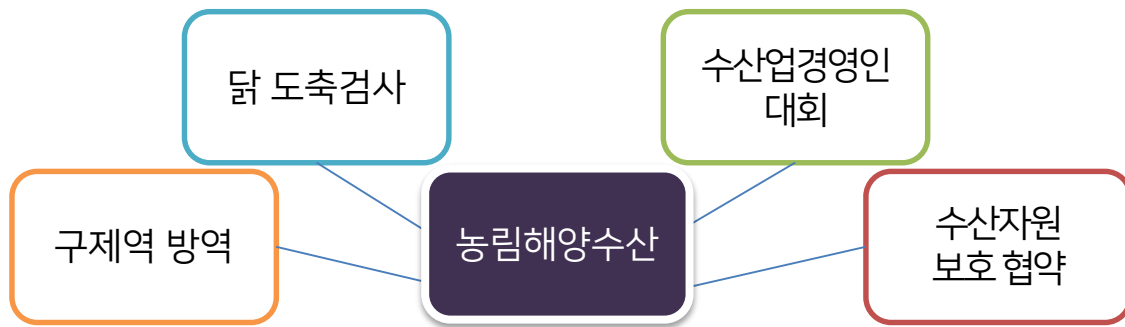 닭 도축검사
수산업경영인
대회
구제역 방역
농림해양수산
수산자원
보호 협약